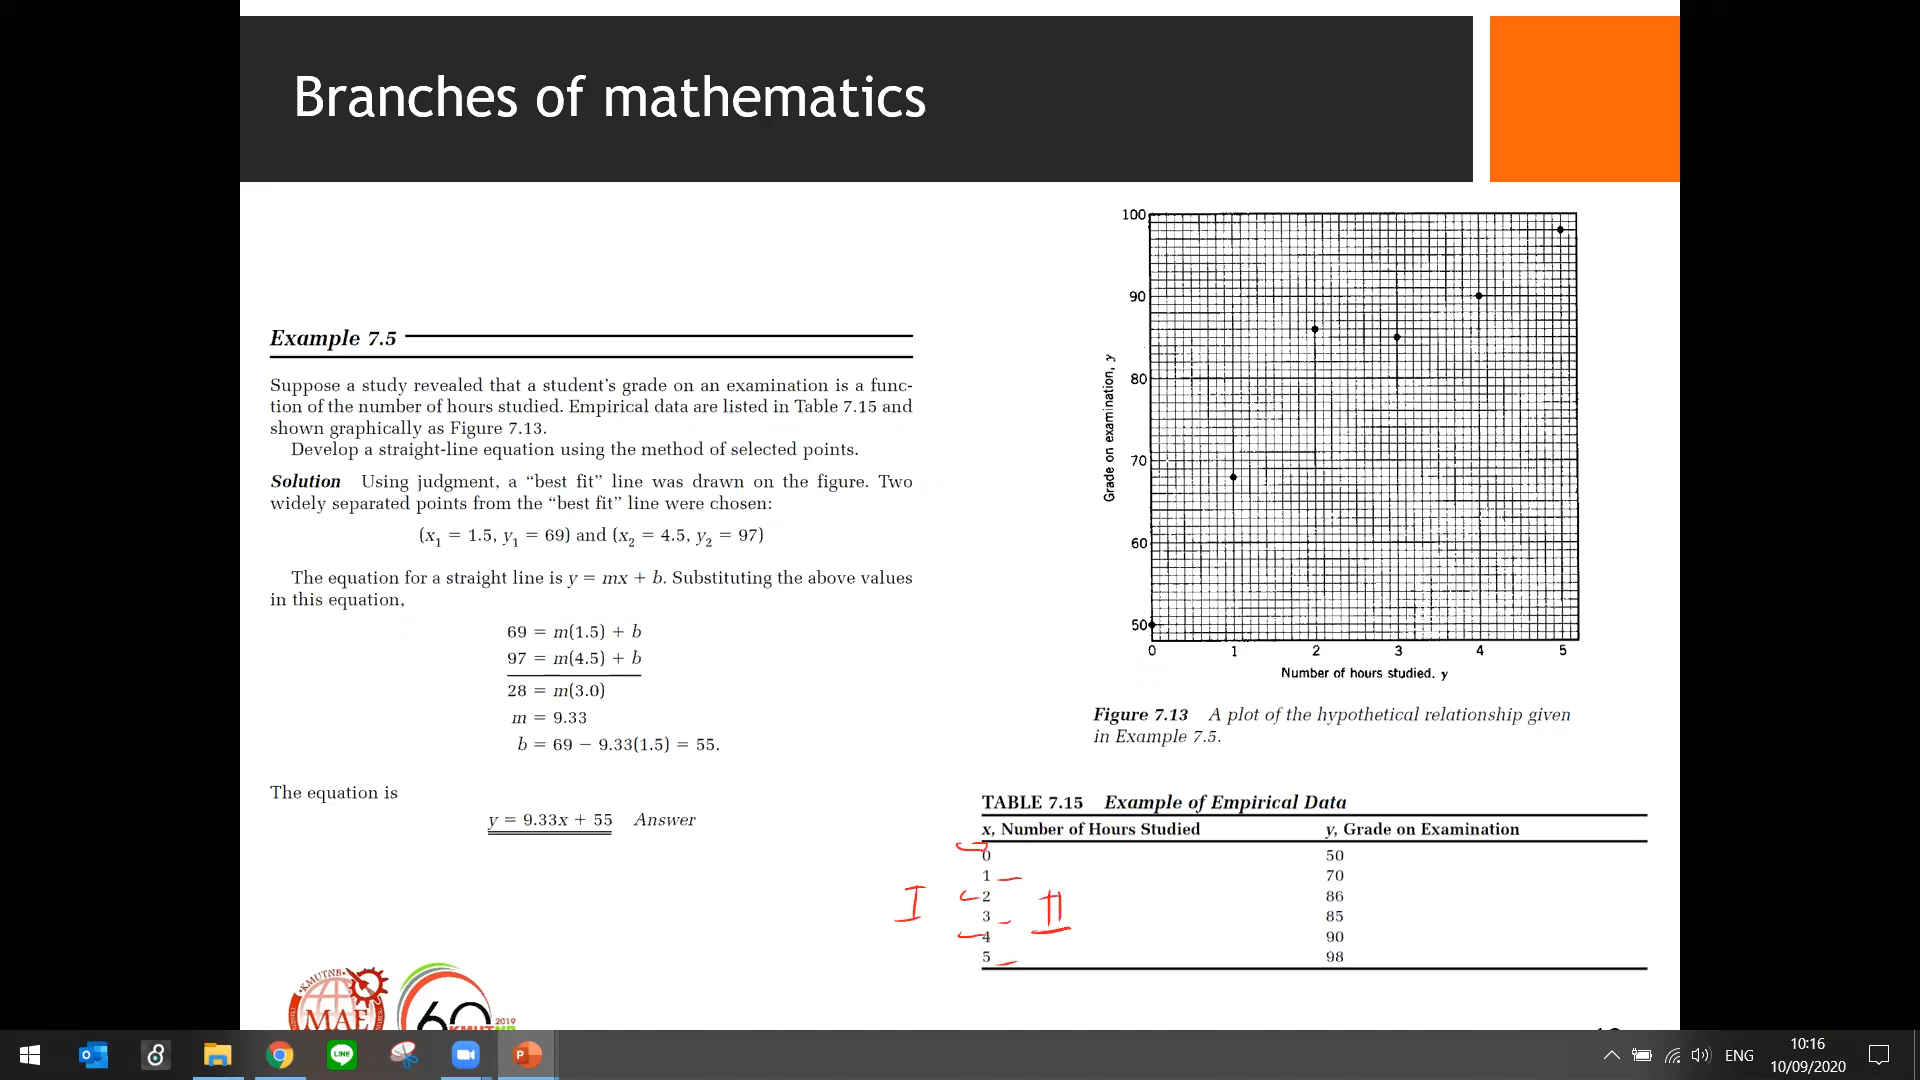 Branches of mathematics
Example 7.5
Suppose a study revealed that a student's grade on an examination is a func-
tion of the number of hours studied. Empirical data are listed in Table 7.15 and
shown graphically as Figure 7.13.
Develop a straight-line equation using the method of selected points.
Solution Using judgment, a “best fit” line was drawn on the figure. Two
widely separated points from the “best fit” line were chosen:
(x₁ = 1.5, y₁ = 69) and (x₂ = 4.5, y₂ = 97)
The equation for a straight line is y = mx + b. Substituting the above values
in this equation,
69 = m(1.5) + b
97 = m(4.5) + b
28 = m(3.0)
m = 9.33
b = 69 − 9.33(1.5) = 55.
The equation is
y = 9.33x + 55 Answer
100
90
80
70
60
50
Grade on examination, y
0 1 2 3 4 5
Number of hours studied. y
Figure 7.13 A plot of the hypothetical relationship given
in Example 7.5.
TABLE 7.15 Example of Empirical Data
x, Number of Hours Studied y, Grade on Examination
0 50
1 70
2 86
3 85
4 90
5 98
I II
KMUTNB
MAE
60
2019
KMUTNB
ENG
10:16
10/09/2020
LINE